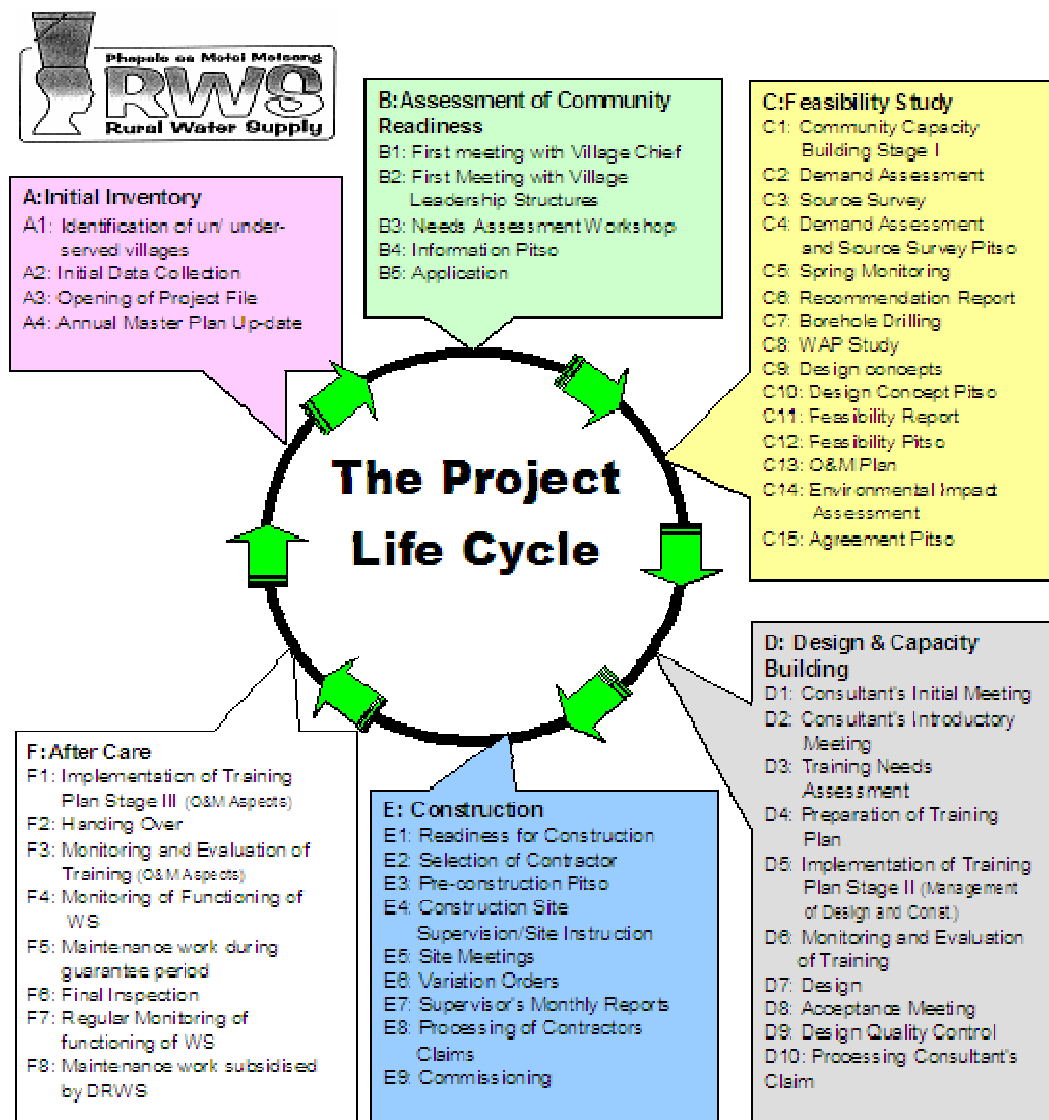 Phepelo ea Metsi Metseng
RWS
Rural Water Supply
A:Initial Inventory
A1: Identification of un/ under-
served villages
A2: Initial Data Collection
A3: Opening of Project File
A4: Annual Master Plan Up-date
B:Assessment of Community
Readiness
B1: First meeting with Village Chief
B2: First Meeting with Village
Leadership Structures
B3: Needs Assessment Workshop
B4: Information Pitso
B5: Application
C:Feasibility Study
C1: Community Capacity
Building Stage I
C2: Demand Assessment
C3: Source Survey
C4: Demand Assessment
and Source Survey Pitso
C5: Spring Monitoring
C6: Recommendation Report
C7: Borehole Drilling
C8: WAP Study
C9: Design concepts
C10: Design Concept Pitso
C11: Feasibility Report
C12: Feasibility Pitso
C13: O&M Plan
C14: Environmental Impact
Assessment
C15: Agreement Pitso
The Project
Life Cycle
D: Design & Capacity
Building
D1: Consultant's Initial Meeting
D2: Consultant's Introductory
Meeting
D3: Training Needs
Assessment
D4: Preparation of Training
Plan
D5: Implementation of Training
Plan Stage II (Management
of Design and Const.)
D6: Monitoring and Evaluation
of Training
D7: Design
D8: Acceptance Meeting
D9: Design Quality Control
D10: Processing Consultant's
Claim
E: Construction
E1: Readiness for Construction
E2: Selection of Contractor
E3: Pre-construction Pitso
E4: Construction Site
Supervision/Site Instruction
E5: Site Meetings
E6: Variation Orders
E7: Supervisor's Monthly Reports
E8: Processing of Contractors
Claims
E9: Commissioning
F:After Care
F1: Implementation of Training
Plan Stage III (O&M Aspects)
F2: Handing Over
F3: Monitoring and Evaluation of
Training (O&M Aspects)
F4: Monitoring of Functioning of
WS
F5: Maintenance work during
guarantee period
F6: Final Inspection
F7: Regular Monitoring of
functioning of WS
F8: Maintenance work subsidised
by DRWS